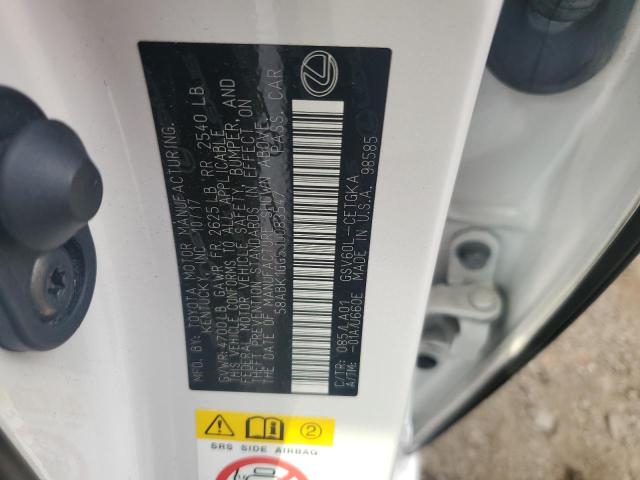 MFD. BY: TOYOTA MOTOR MANUFACTURING,
KENTUCKY, INC. 10/17
GVWR 4700 LB GAWR FR 2625 LB RR 2540 LB
THIS VEHICLE CONFORMS TO ALL APPLICABLE
FEDERAL MOTOR VEHICLE SAFETY, BUMPER, AND
THEFT PREVENTION STANDARDS IN EFFECT ON
THE DATE OF MANUFACTURE SHOWN ABOVE.
PASS. CAR
C/TR: 085/LA01 GSV60L-CETGKA
A/TM: -01A/U660E MADE IN U.S.A. 98585
2
SRS SIDE AIRBAG